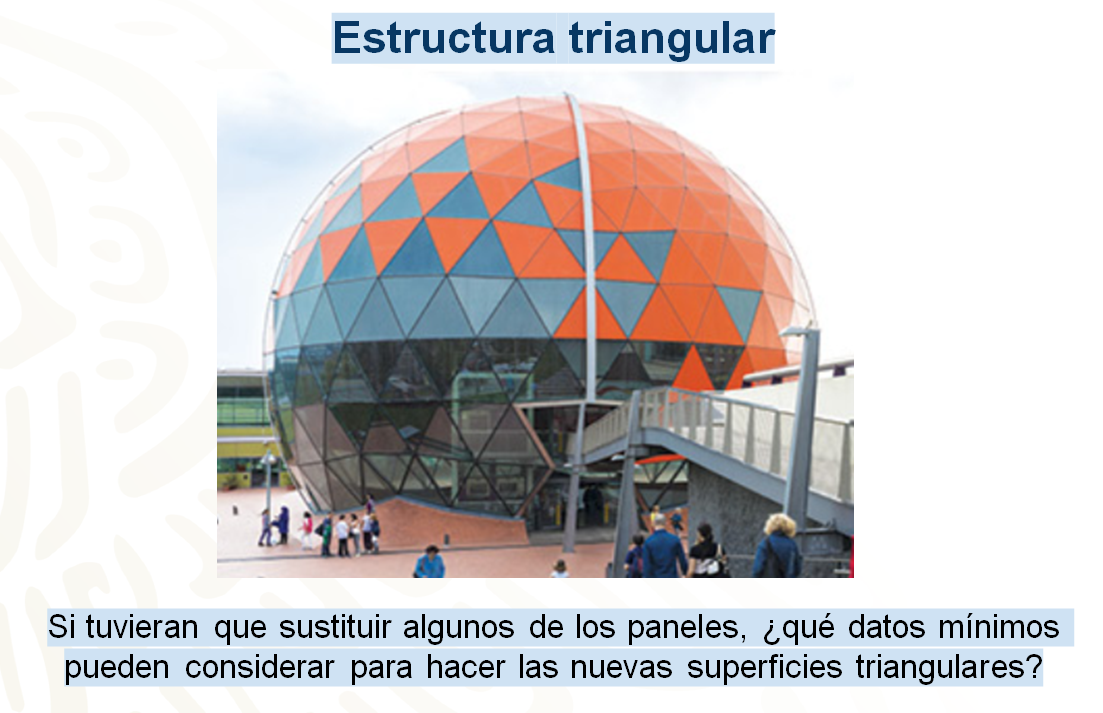 Estructura triangular
Si tuvieran que sustituir algunos de los paneles, ¿qué datos mínimos
pueden considerar para hacer las nuevas superficies triangulares?